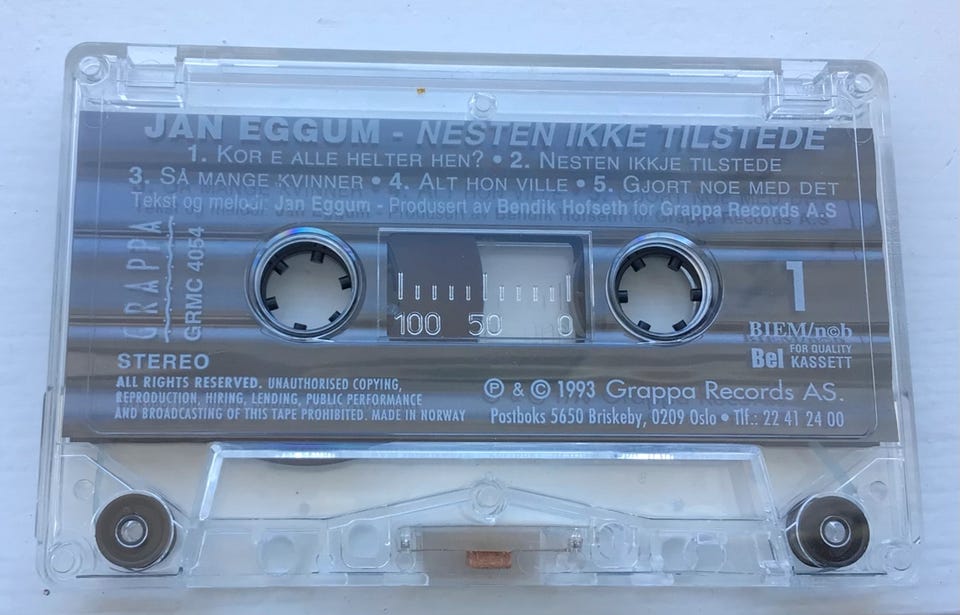 JAN EGGUM - NESTEN IKKE TILSTEDE
1. KOR E ALLE HELTER HEN? • 2. NESTEN IKKJE TILSTEDE
3. SÅ MANGE KVINNER • 4. ALT HON VILLE • 5. GJORT NOE MED DET
Tekst og melodi: Jan Eggum - Produsert av Bendik Hofseth for Grappa Records A.S
GRAPPA
GRMC 4054
100 50 0
1
BIEM/n©b
Bel FOR QUALITY KASSETT
STEREO
ALL RIGHTS RESERVED. UNAUTHORISED COPYING,
REPRODUCTION, HIRING, LENDING, PUBLIC PERFORMANCE
AND BROADCASTING OF THIS TAPE PROHIBITED. MADE IN NORWAY
℗ & © 1993 Grappa Records AS.
Postboks 5650 Briskeby, 0209 Oslo • Tlf.: 22 41 24 00